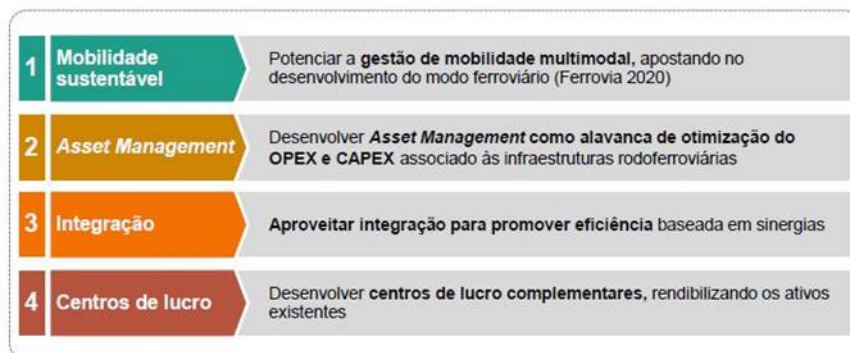 1
Mobilidade
sustentável
Potenciar a gestão de mobilidade multimodal, apostando no
desenvolvimento do modo ferroviário (Ferrovia 2020)
2
Asset Management
Desenvolver Asset Management como alavanca de otimização do
OPEX e CAPEX associado às infraestruturas rodoferroviárias
3
Integração
Aproveitar integração para promover eficiência baseada em sinergias
4
Centros de lucro
Desenvolver centros de lucro complementares, rendibilizando os ativos
existentes